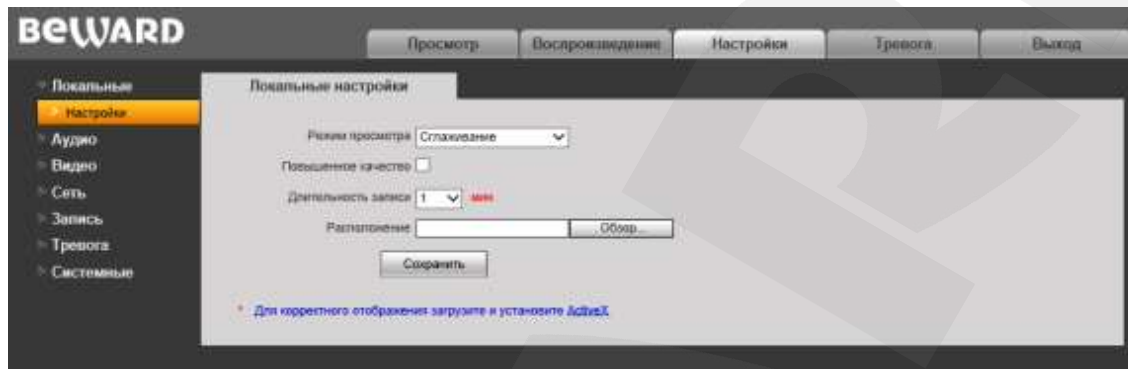 BEWARD
Просмотр Воспроизведение Настройки Тревога Выход
Локальные
Настройки
Аудио
Видео
Сеть
Запись
Тревога
Системные
Локальные настройки
Режим просмотра Сглаживание
Повышенное качество
Длительность записи 1 мин
Расположение Обзор...
Сохранить
* Для корректного отображения загрузите и установите ActiveX